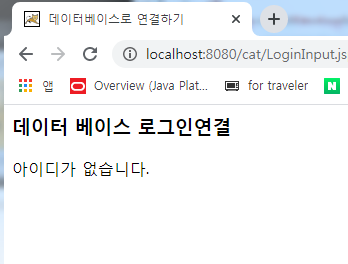 데이터베이스로 연결하기
localhost:8080/cat/LoginInput.js
앱 Overview (Java Plat... for traveler N
데이터 베이스 로그인연결
아이디가 없습니다.